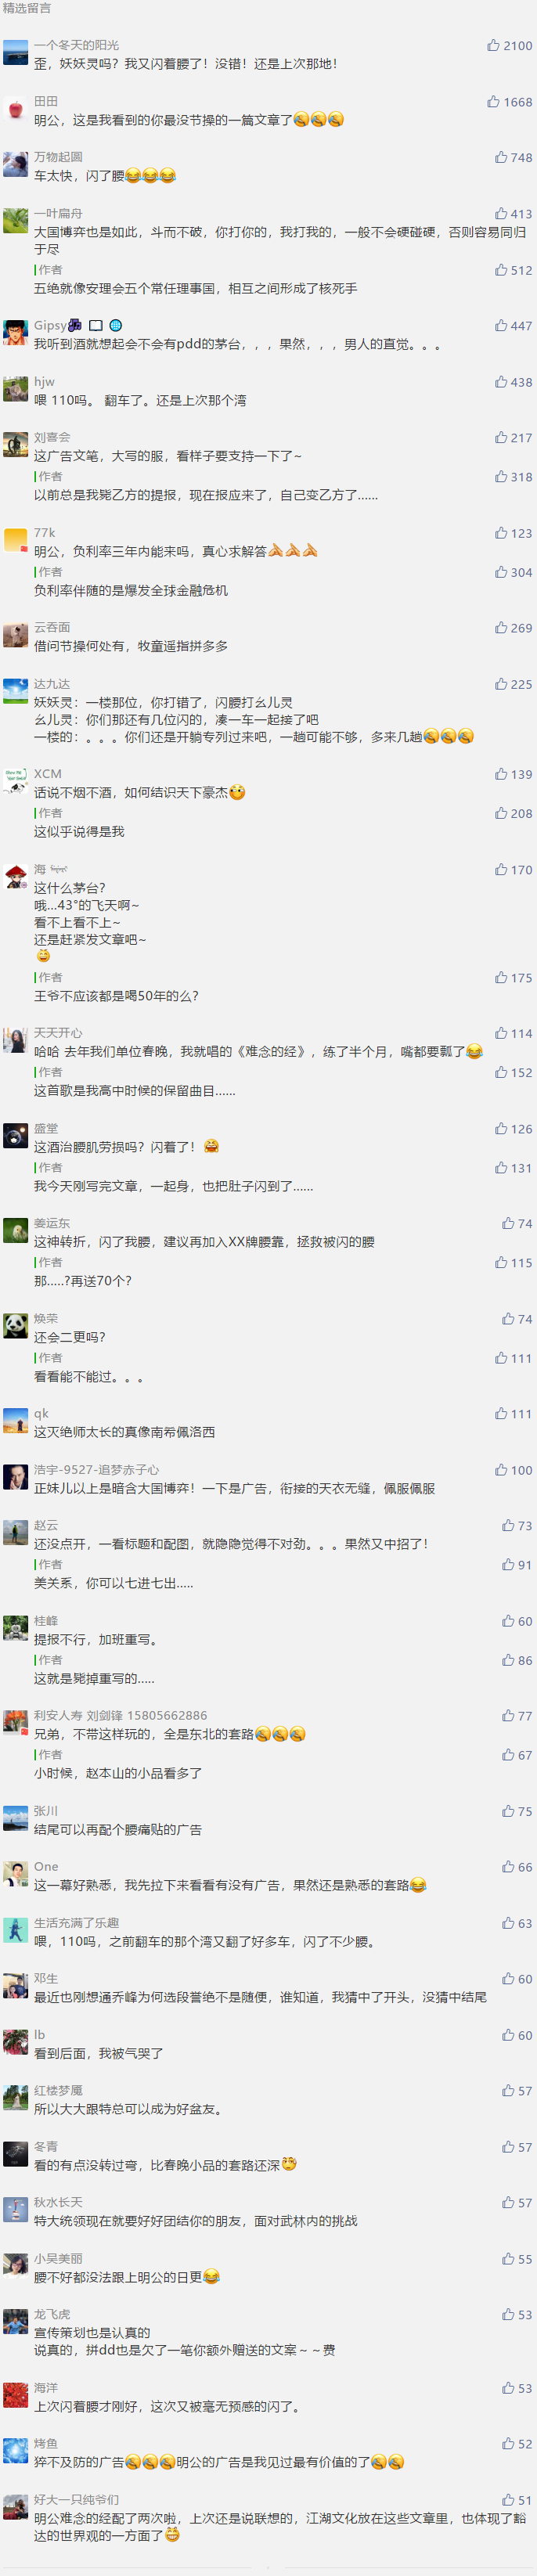 精选留言
一个冬天的阳光 2100
歪，妖妖灵吗？我又闪着腰了！没错！还是上次那地！
田田 1668
明公，这是我看到的你最没节操的一篇文章了
万物起圆 748
车太快，闪了腰
一叶扁舟 413
大国博弈也是如此，斗而不破，你打你的，我打我的，一般不会硬碰硬，否则容易同归
于尽
作者 512
五绝就像安理会五个常任理事国，相互之间形成了核死手
Gipsy 447
我听到酒就想起会不会有pdd的茅台，，，果然，，，男人的直觉。。。
hjw 438
喂 110吗。 翻车了。还是上次那个湾
刘喜会 217
这广告文笔，大写的服，看样子要支持一下了~
作者 318
以前总是我毙乙方的提报，现在报应来了，自己变乙方了......
77k 123
明公，负利率三年内能来吗，真心求解答
作者 304
负利率伴随的是爆发全球金融危机
云吞面 269
借问节操何处有，牧童遥指拼多多
达九达 225
妖妖灵：一楼那位，你打错了，闪腰打幺儿灵
幺儿灵：你们那还有几位闪的，凑一车一起接了吧
一楼的：。。。你们还是开躺专列过来吧，一趟可能不够，多来几趟
XCM 139
话说不烟不酒，如何结识天下豪杰
作者 208
这似乎说得是我
海 170
这什么茅台？
哦...43°的飞天啊~
看不上看不上~
还是赶紧发文章吧~
作者 175
王爷不应该都是喝50年的么？
天天开心 114
哈哈 去年我们单位春晚，我就唱的《难念的经》，练了半个月，嘴都要瓢了
作者 152
这首歌是我高中时候的保留曲目......
盛堂 126
这酒治腰肌劳损吗？闪着了！
作者 131
我今天刚写完文章，一起身，也把肚子闪到了......
姜运东 74
这神转折，闪了我腰，建议再加入XX牌腰靠，拯救被闪的腰
作者 115
那.....?再送70个?
焕荣 74
还会二更吗？
作者 111
看看能不能过。。。
qk 111
这灭绝师太长的真像南希佩洛西
浩宇-9527-追梦赤子心 100
正妹儿以上是暗含大国博弈！一下是广告，衔接的天衣无缝，佩服佩服
赵云 73
还没点开，一看标题和配图，就隐隐觉得不对劲。。。果然又中招了！
作者 91
美关系，你可以七进七出.....
桂峰 60
提报不行，加班重写。
作者 86
这就是毙掉重写的.....
利安人寿 刘剑锋 15805662886 77
兄弟，不带这样玩的，全是东北的套路
作者 67
小时候，赵本山的小品看多了
张川 75
结尾可以再配个腰痛贴的广告
One 66
这一幕好熟悉，我先拉下来看看有没有广告，果然还是熟悉的套路
生活充满了乐趣 63
喂，110吗，之前翻车的那个湾又翻了好多车，闪了不少腰。
邓生 60
最近也刚想通乔峰为何选段誉绝不是随便，谁知道，我猜中了开头，没猜中结尾
lb 60
看到后面，我被气哭了
红楼梦魇 57
所以大大跟特总可以成为好盆友。
冬青 57
看的有点没转过弯，比春晚小品的套路还深
秋水长天 57
特大统领现在就要好好团结你的朋友，面对武林内的挑战
小吴美丽 55
腰不好都没法跟上明公的日更
龙飞虎 53
宣传策划也是认真的
说真的，拼dd也是欠了一笔你额外赠送的文案～～费
海洋 53
上次闪着腰才刚好，这次又被毫无预感的闪了。
烤鱼 52
猝不及防的广告明公的广告是我见过最有价值的了
好大一只纯爷们 51
明公难念的经配了两次啦，上次还是说联想的，江湖文化放在这些文章里，也体现了豁
达的世界观的一方面了